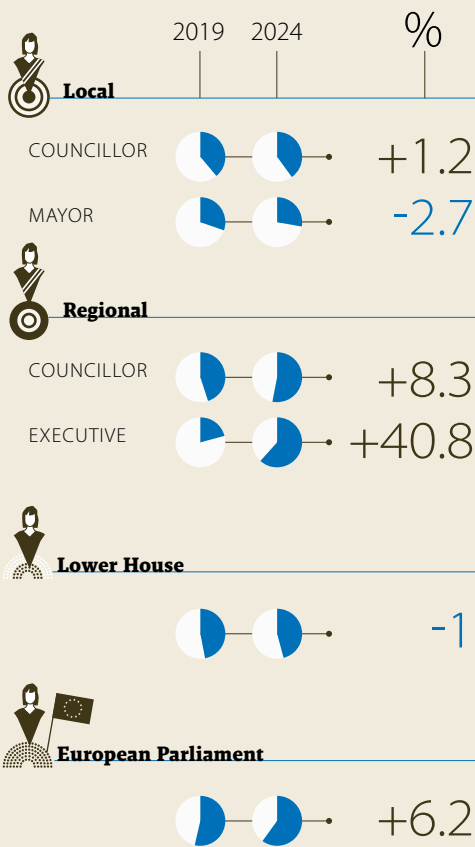 2019 2024 %
Local
COUNCILLOR +1.2
MAYOR -2.7
Regional
COUNCILLOR +8.3
EXECUTIVE +40.8
Lower House
-1
European Parliament
+6.2